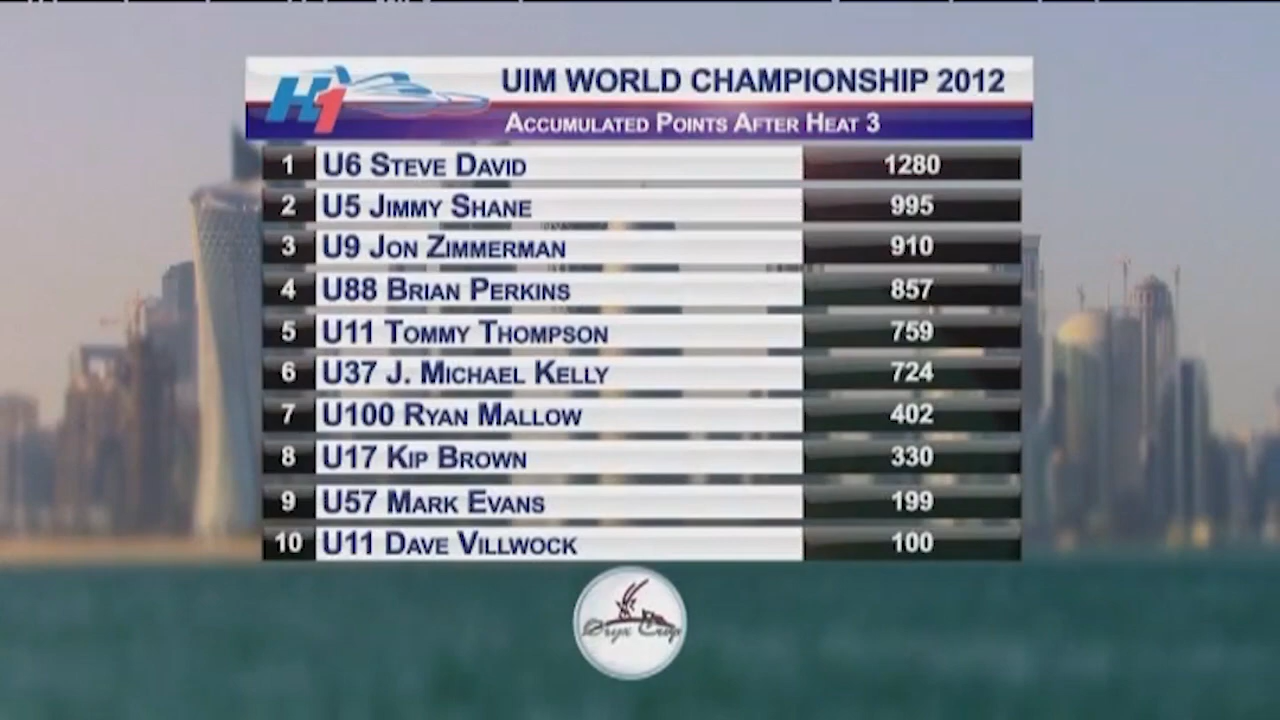 H1
UIM WORLD CHAMPIONSHIP 2012
ACCUMULATED POINTS AFTER HEAT 3
1 U6 STEVE DAVID 1280
2 U5 JIMMY SHANE 995
3 U9 JON ZIMMERMAN 910
4 U88 BRIAN PERKINS 857
5 U11 TOMMY THOMPSON 759
6 U37 J. MICHAEL KELLY 724
7 U100 RYAN MALLOW 402
8 U17 KIP BROWN 330
9 U57 MARK EVANS 199
10 U11 DAVE VILLWOCK 100
Oryx Cup